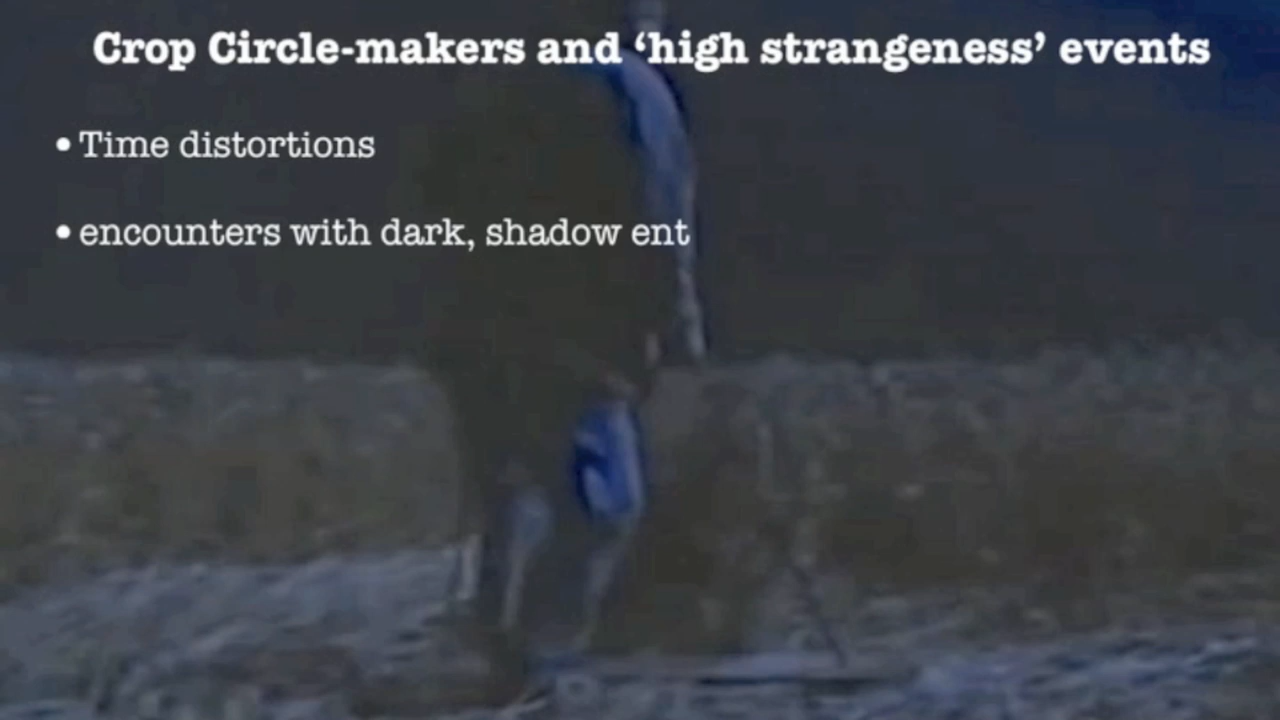 Crop Circle-makers and ‘high strangeness’ events
• Time distortions
• encounters with dark, shadow ent